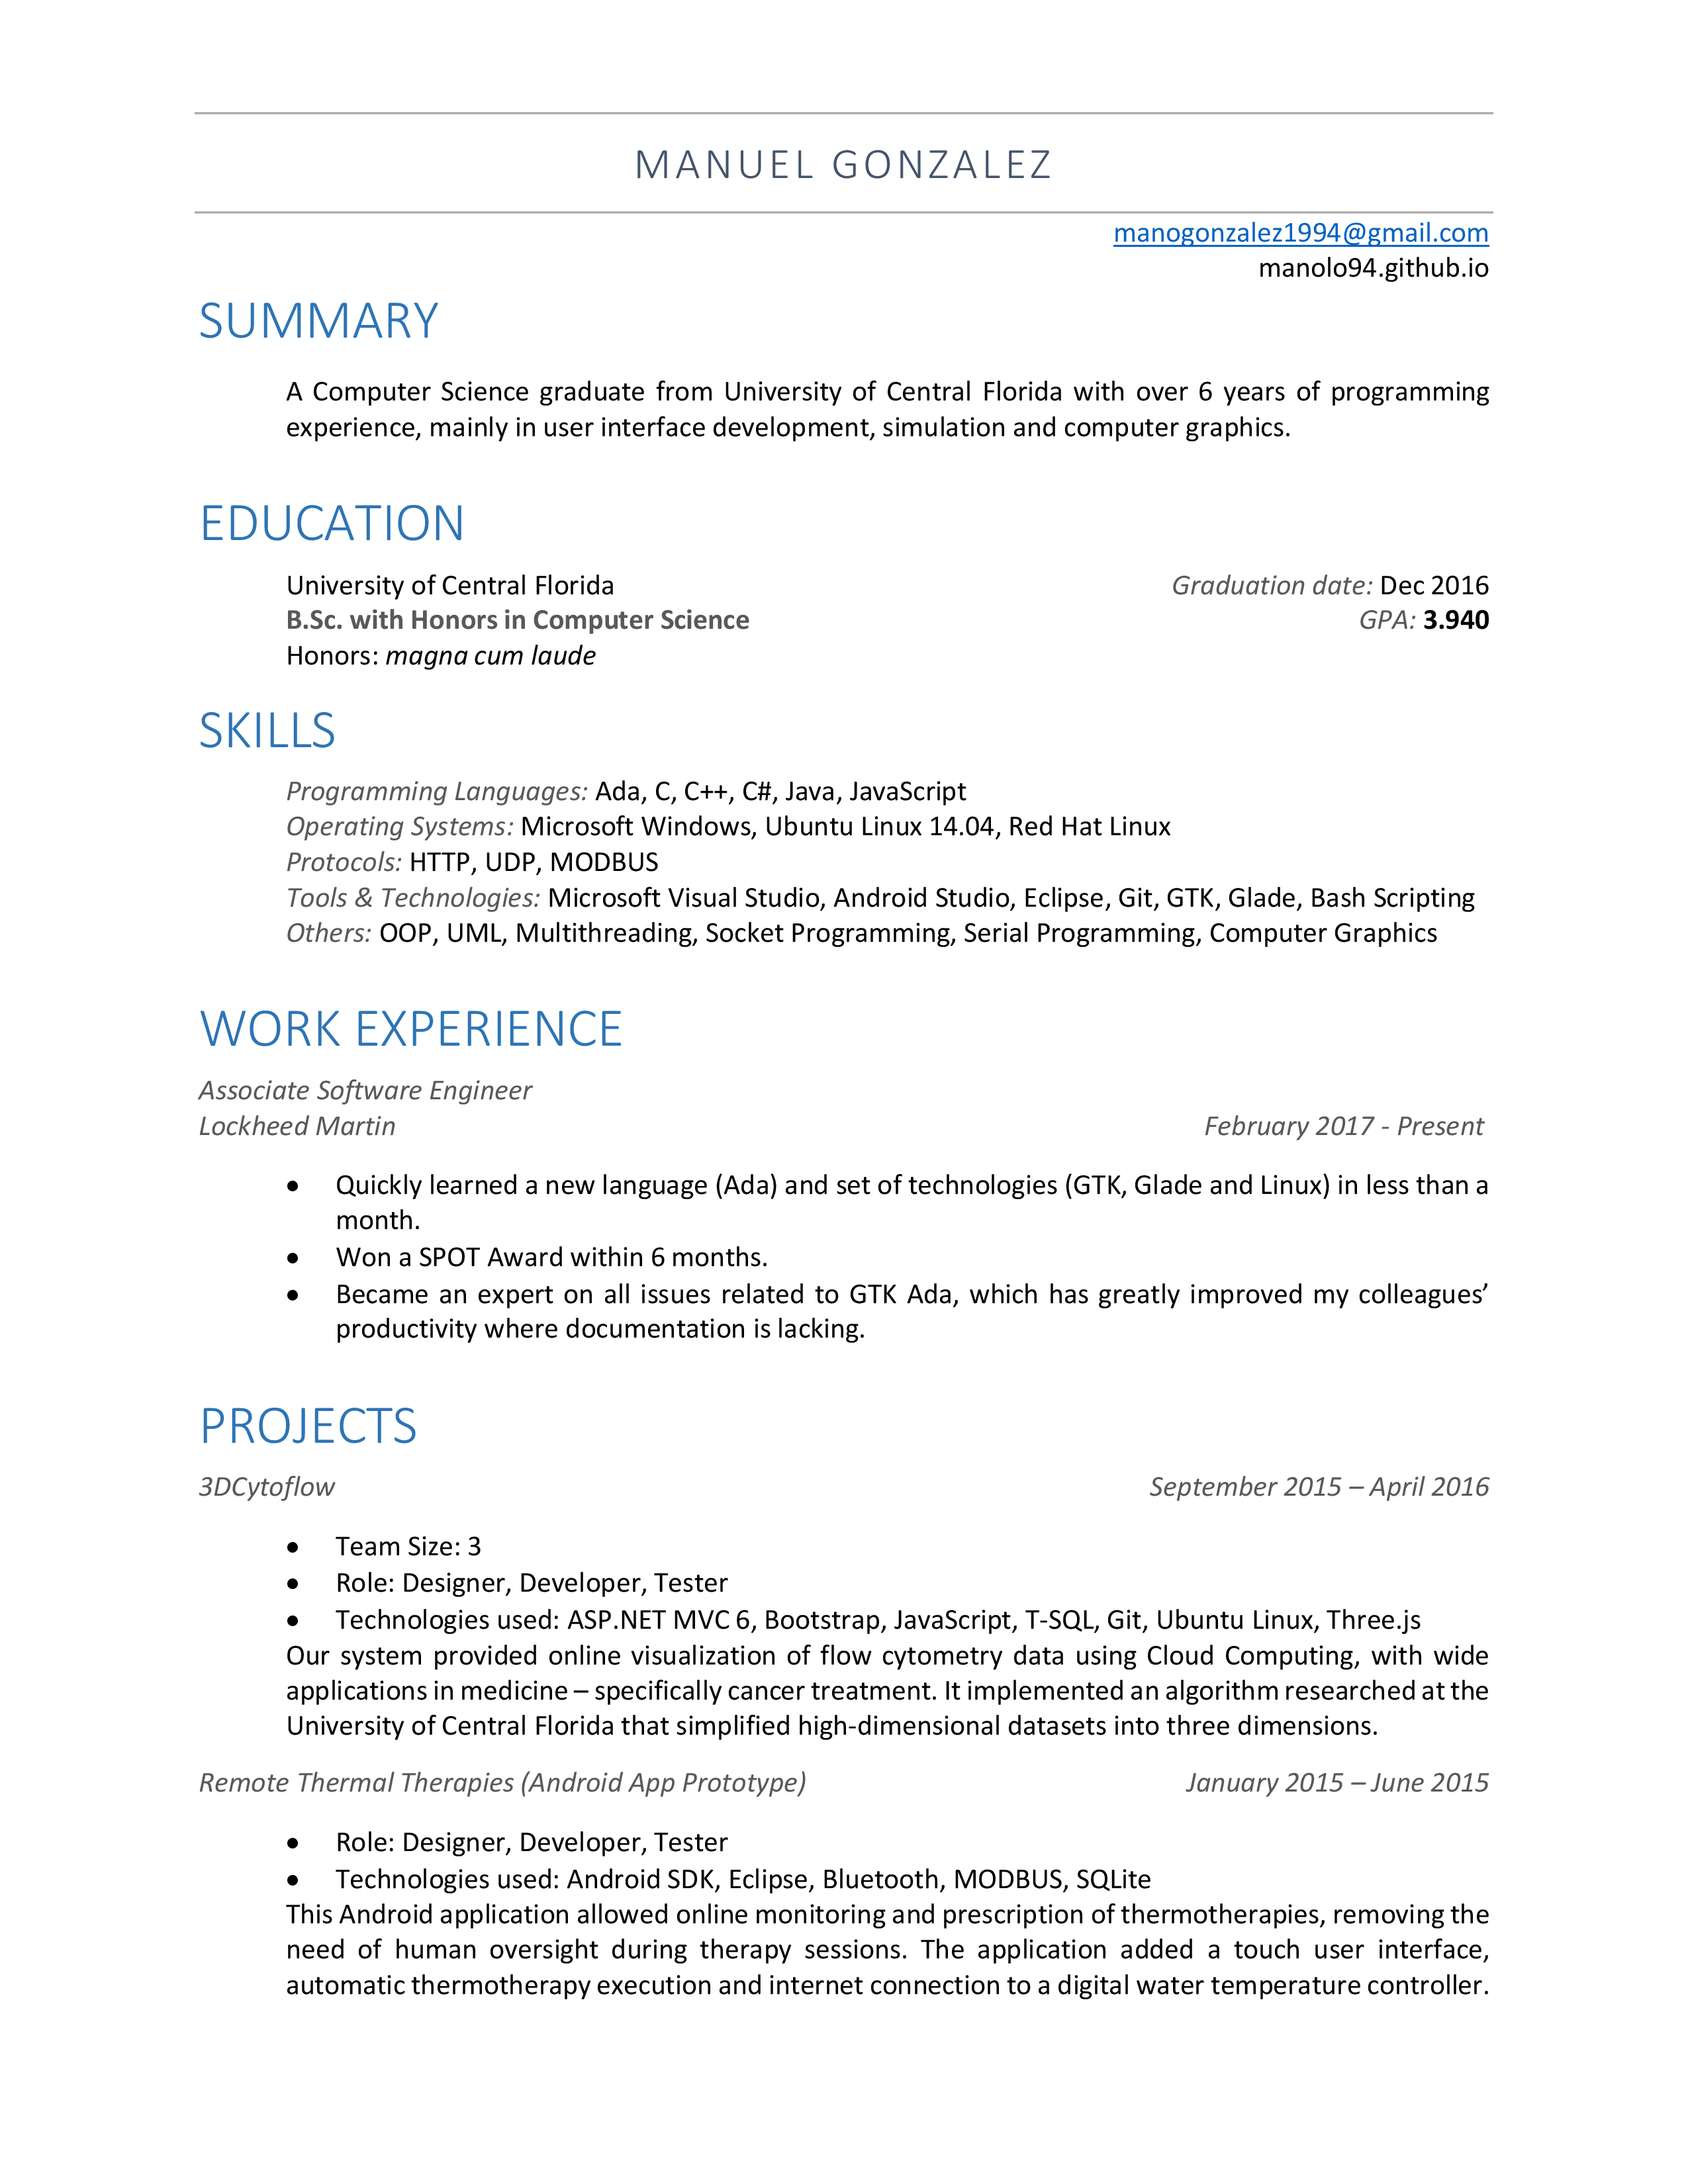 MANUEL GONZALEZ
manogonzalez1994@gmail.com
manolo94.github.io
SUMMARY
A Computer Science graduate from University of Central Florida with over 6 years of programming
experience, mainly in user interface development, simulation and computer graphics.
EDUCATION
University of Central Florida Graduation date: Dec 2016
B.Sc. with Honors in Computer Science GPA: 3.940
Honors: magna cum laude
SKILLS
Programming Languages: Ada, C, C++, C#, Java, JavaScript
Operating Systems: Microsoft Windows, Ubuntu Linux 14.04, Red Hat Linux
Protocols: HTTP, UDP, MODBUS
Tools & Technologies: Microsoft Visual Studio, Android Studio, Eclipse, Git, GTK, Glade, Bash Scripting
Others: OOP, UML, Multithreading, Socket Programming, Serial Programming, Computer Graphics
WORK EXPERIENCE
Associate Software Engineer
Lockheed Martin February 2017 - Present
• Quickly learned a new language (Ada) and set of technologies (GTK, Glade and Linux) in less than a
month.
• Won a SPOT Award within 6 months.
• Became an expert on all issues related to GTK Ada, which has greatly improved my colleagues’
productivity where documentation is lacking.
PROJECTS
3DCytoflow September 2015 – April 2016
• Team Size: 3
• Role: Designer, Developer, Tester
• Technologies used: ASP.NET MVC 6, Bootstrap, JavaScript, T-SQL, Git, Ubuntu Linux, Three.js
Our system provided online visualization of flow cytometry data using Cloud Computing, with wide
applications in medicine – specifically cancer treatment. It implemented an algorithm researched at the
University of Central Florida that simplified high-dimensional datasets into three dimensions.
Remote Thermal Therapies (Android App Prototype) January 2015 – June 2015
• Role: Designer, Developer, Tester
• Technologies used: Android SDK, Eclipse, Bluetooth, MODBUS, SQLite
This Android application allowed online monitoring and prescription of thermotherapies, removing the
need of human oversight during therapy sessions. The application added a touch user interface,
automatic thermotherapy execution and internet connection to a digital water temperature controller.